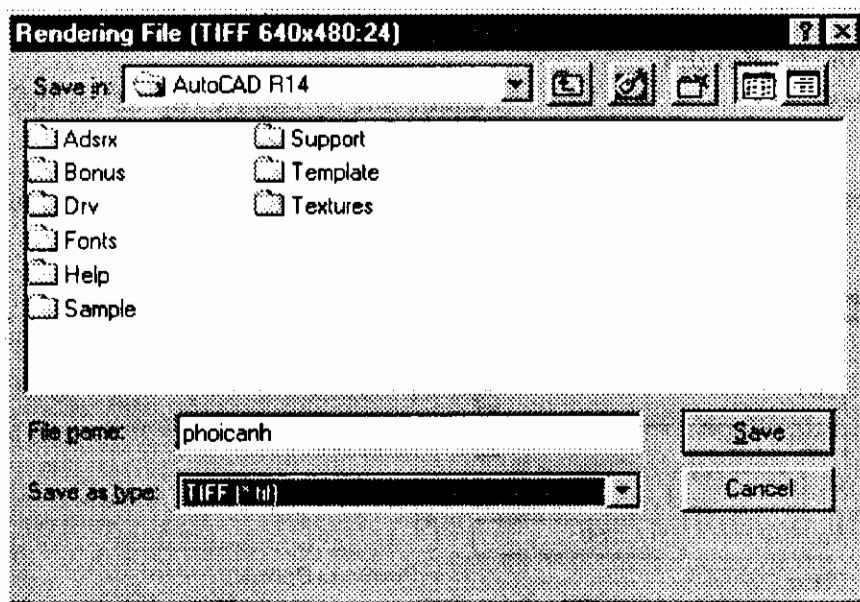 Rendering File (TIFF 640x480:24)
Save in: AutoCAD R14
Adsrx Support
Bonus Template
Drv Textures
Fonts
Help
Sample
File name: phoicanh Save
Save as type: TIFF (*.tif) Cancel